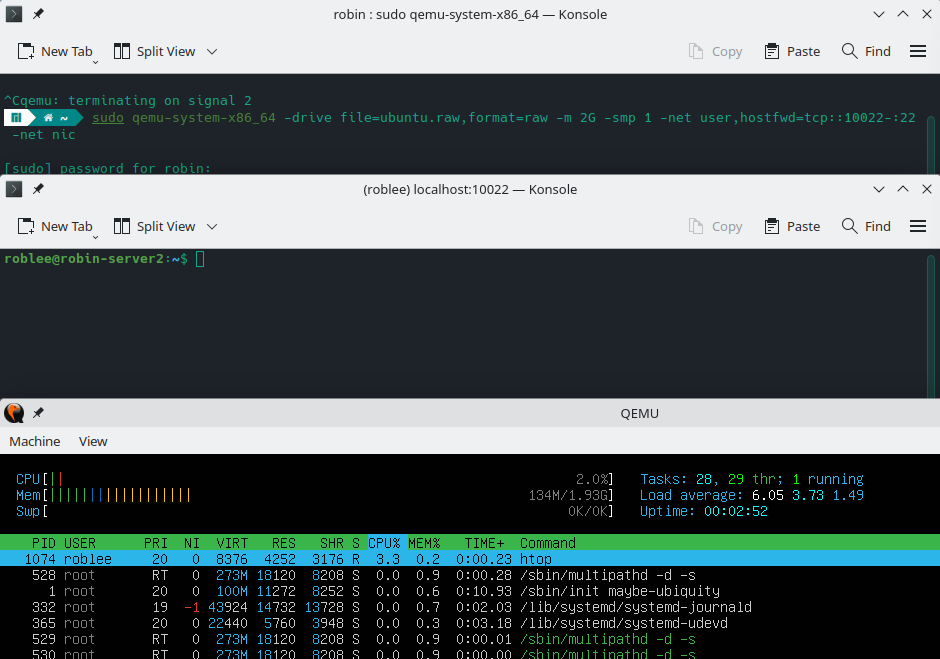 robin : sudo qemu-system-x86_64 — Konsole
New Tab Split View Copy Paste Find
^Cqemu: terminating on signal 2
~ sudo qemu-system-x86_64 -drive file=ubuntu.raw,format=raw -m 2G -smp 1 -net user,hostfwd=tcp::10022-:22
-net nic
[sudo] password for robin:
(roblee) localhost:10022 — Konsole
New Tab Split View Copy Paste Find
roblee@robin-server2:~$
QEMU
Machine View
CPU[|| 2.0%] Tasks: 28, 29 thr; 1 running
Mem[|||||||||||||||||| 134M/1.93G] Load average: 6.05 3.73 1.49
Swp[ 0K/0K] Uptime: 00:02:52
PID USER PRI NI VIRT RES SHR S CPU% MEM% TIME+ Command
1074 roblee 20 0 8376 4252 3176 R 3.3 0.2 0:00.23 htop
528 root RT 0 273M 18120 8208 S 0.0 0.9 0:00.28 /sbin/multipathd -d -s
1 root 20 0 100M 11272 8252 S 0.0 0.6 0:10.93 /sbin/init maybe-ubiquity
332 root 19 -1 43924 14732 13728 S 0.0 0.7 0:02.03 /lib/systemd/systemd-journald
365 root 20 0 22440 5760 3948 S 0.0 0.3 0:03.18 /lib/systemd/systemd-udevd
529 root RT 0 273M 18120 8208 S 0.0 0.9 0:00.01 /sbin/multipathd -d -s
530 root RT 0 273M 18120 8208 S 0.0 0.9 0:00.00 /sbin/multipathd -d -s